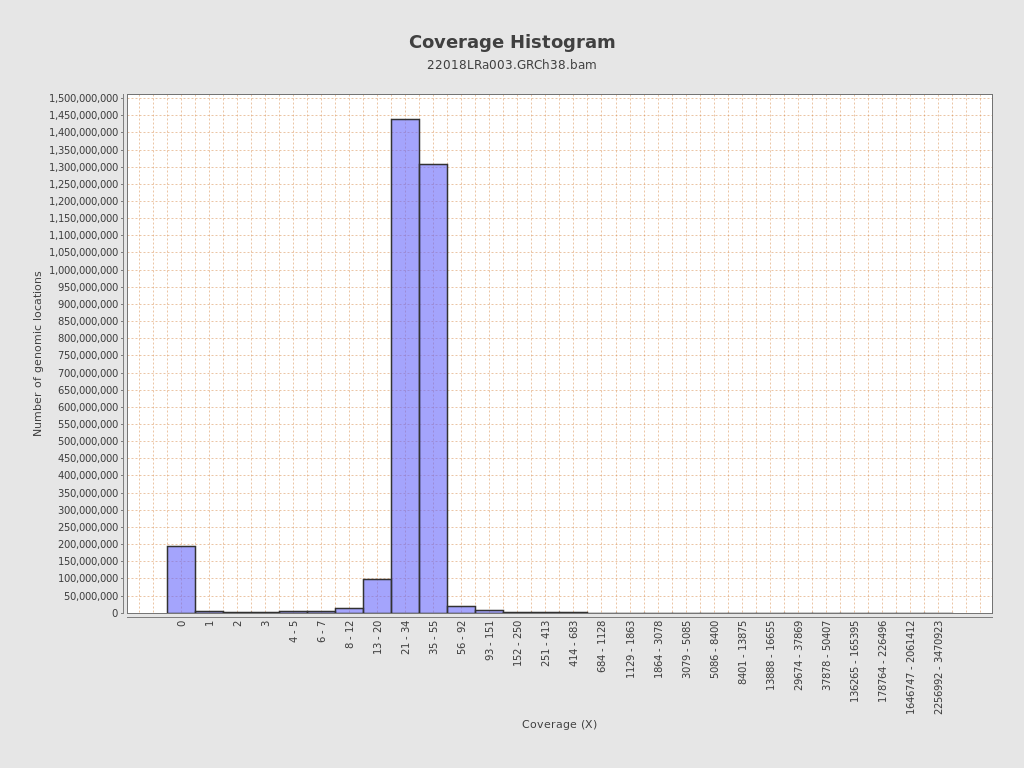 Coverage Histogram
22018LRa003.GRCh38.bam
1,500,000,000
1,450,000,000
1,400,000,000
1,350,000,000
1,300,000,000
1,250,000,000
1,200,000,000
1,150,000,000
1,100,000,000
1,050,000,000
1,000,000,000
950,000,000
900,000,000
850,000,000
800,000,000
750,000,000
700,000,000
650,000,000
600,000,000
550,000,000
500,000,000
450,000,000
400,000,000
350,000,000
300,000,000
250,000,000
200,000,000
150,000,000
100,000,000
50,000,000
0
Number of genomic locations
0
1
2
3
4 - 5
6 - 7
8 - 12
13 - 20
21 - 34
35 - 55
56 - 92
93 - 151
152 - 250
251 - 413
414 - 683
684 - 1128
1129 - 1863
1864 - 3078
3079 - 5085
5086 - 8400
8401 - 13875
13888 - 16655
29674 - 37869
37878 - 50407
136265 - 165395
178764 - 226496
1646747 - 2061412
2256992 - 3470923
Coverage (X)